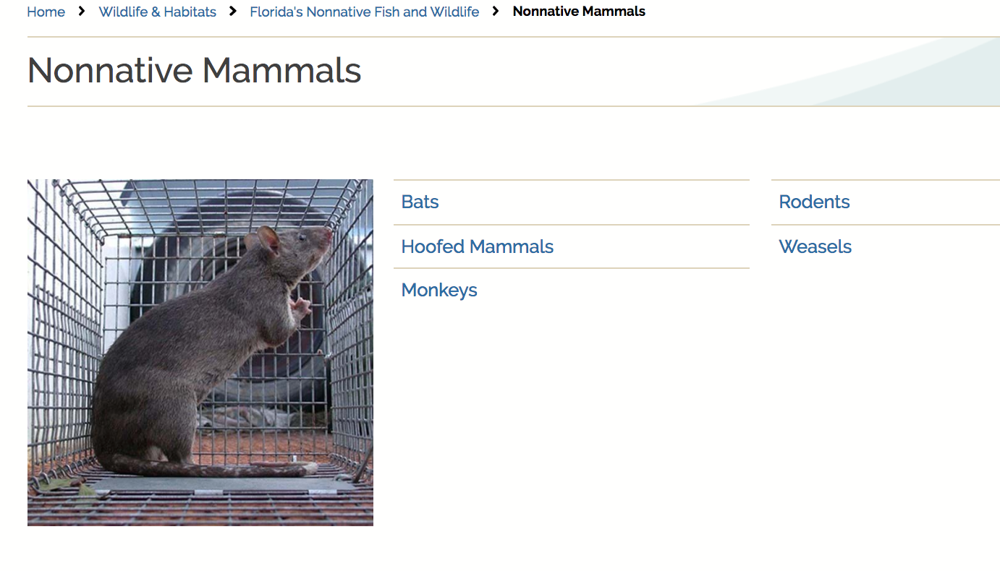 Home > Wildlife & Habitats > Florida's Nonnative Fish and Wildlife > Nonnative Mammals
Nonnative Mammals
Bats
Hoofed Mammals
Monkeys
Rodents
Weasels